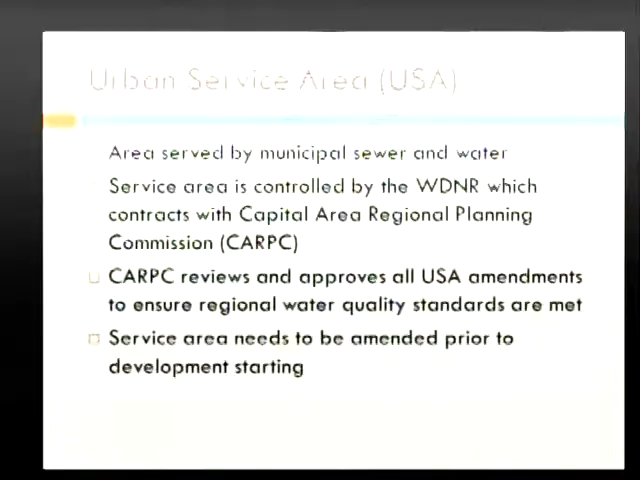 Urban Service Area (USA)
Area served by municipal sewer and water
Service area is controlled by the WDNR which
contracts with Capital Area Regional Planning
Commission (CARPC)
CARPC reviews and approves all USA amendments
to ensure regional water quality standards are met
Service area needs to be amended prior to
development starting